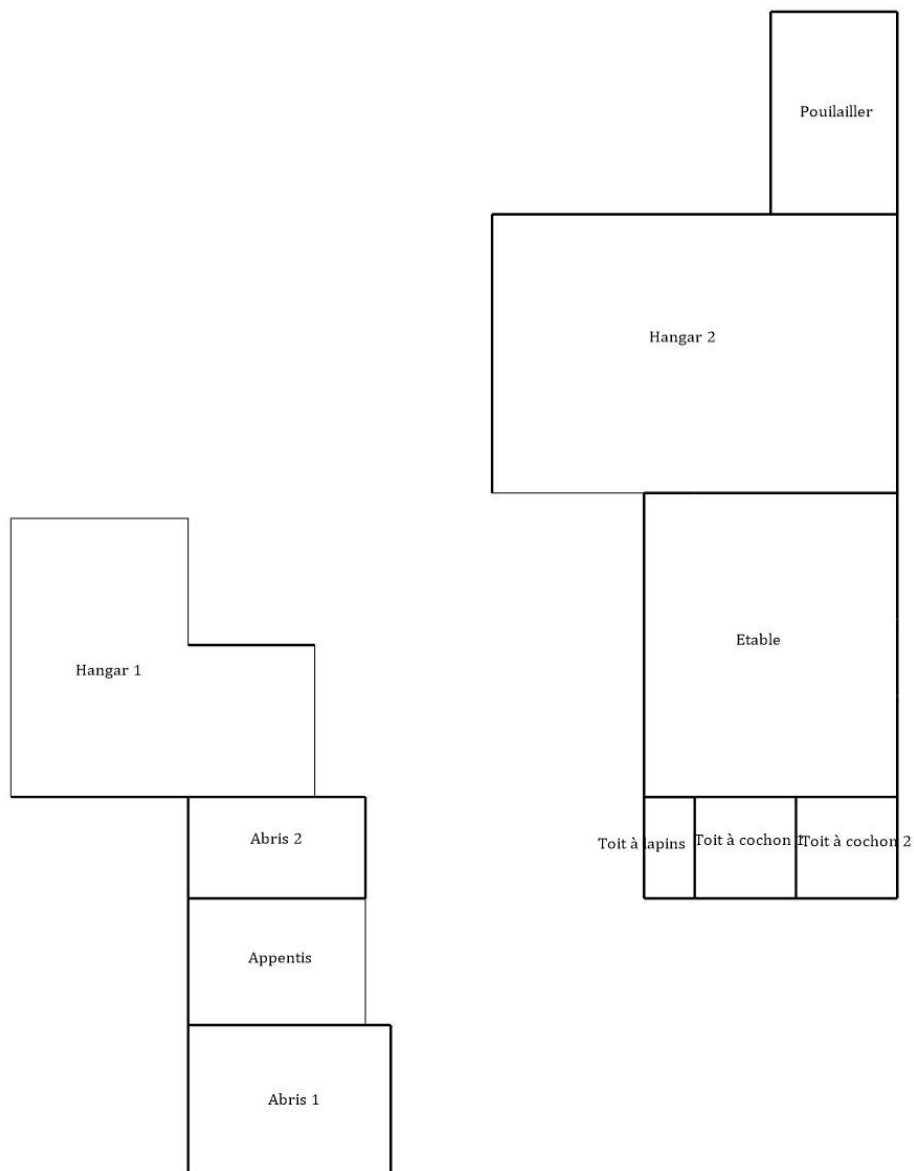 Pouilailler
Hangar 2
Etable
Hangar 1
Abris 2
Toit à lapins
Toit à cochon 1
Toit à cochon 2
Appentis
Abris 1